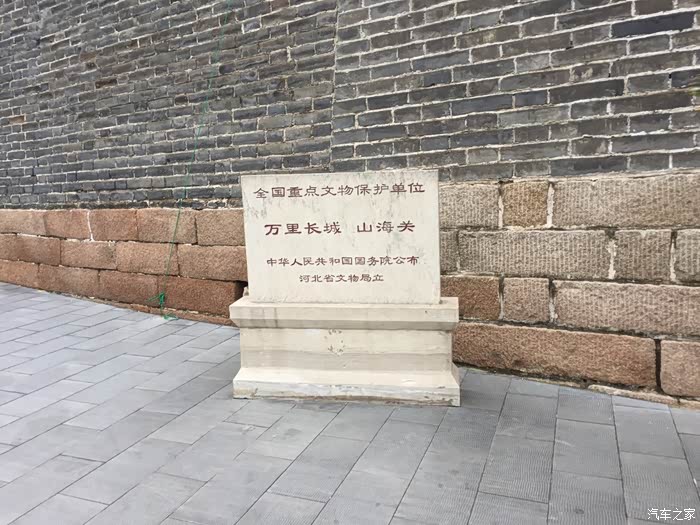 全国重点文物保护单位
万里长城 山海关
中华人民共和国国务院公布
河北省文物局立
汽车之家